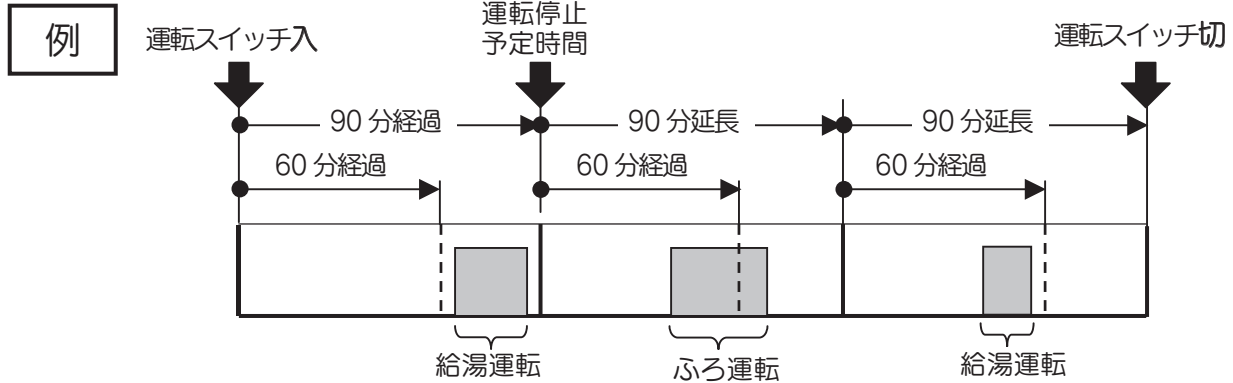 例
運転スイッチ入
運転停止
予定時間
運転スイッチ切
90 分経過
90 分延長
90 分延長
60 分経過
60 分経過
60 分経過
給湯運転
ふろ運転
給湯運転